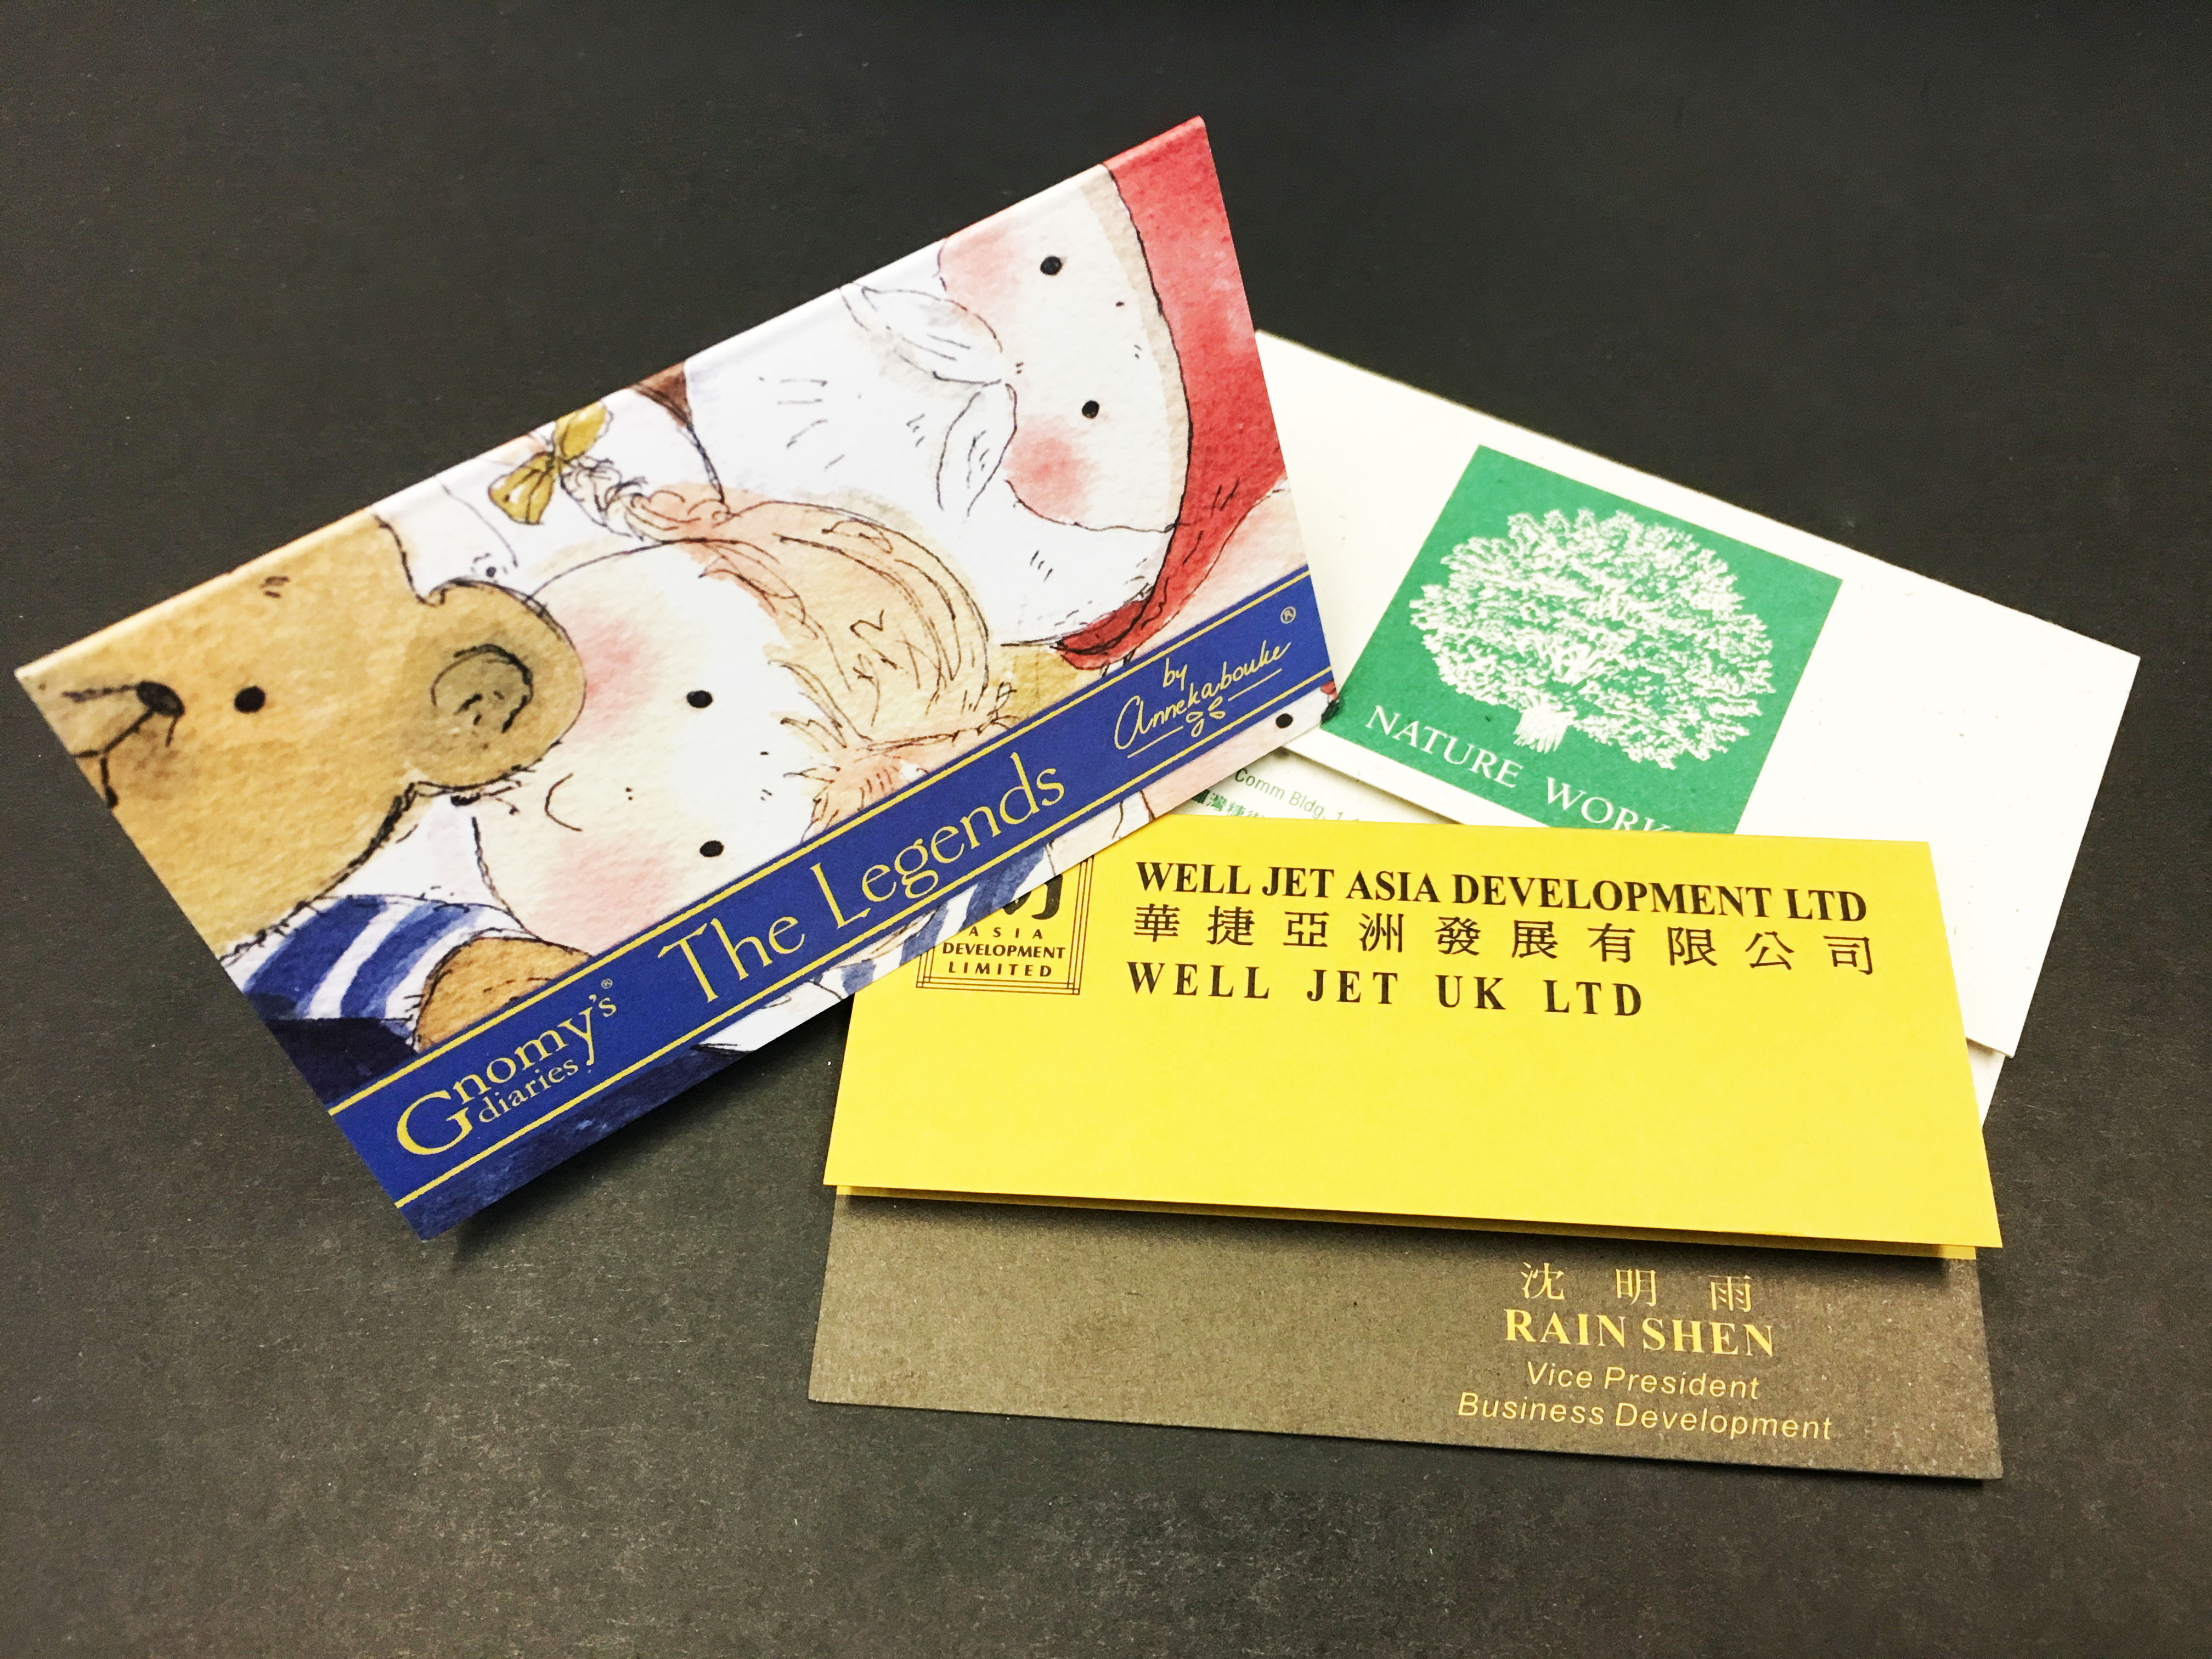 Gnomy's®
diaries
The Legends
by
Annekabouke
®
NATURE WORK
Comm Bldg, 1
ASIA
DEVELOPMENT
LIMITED
WELL JET ASIA DEVELOPMENT LTD
華捷亞洲發展有限公司
WELL JET UK LTD
沈明雨
RAIN SHEN
Vice President
Business Development